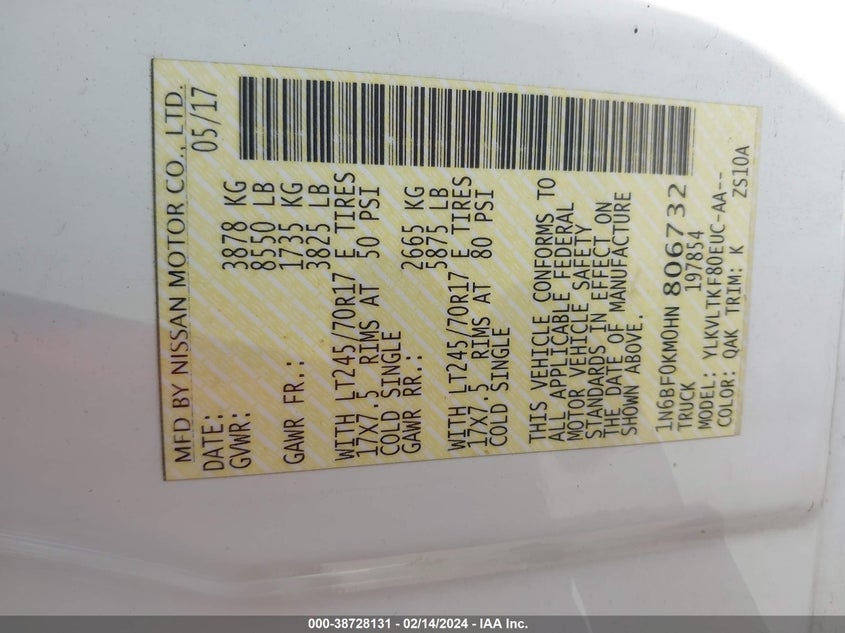 MFD BY NISSAN MOTOR CO., LTD.
DATE: 05/17
GVWR: 3878 KG
8550 LB
GAWR FR.: 1735 KG
3825 LB
WITH LT245/70R17 E TIRES
17X7.5 RIMS AT 50 PSI
COLD SINGLE
GAWR RR.: 2665 KG
5875 LB
WITH LT245/70R17 E TIRES
17X7.5 RIMS AT 80 PSI
COLD SINGLE
THIS VEHICLE CONFORMS TO
ALL APPLICABLE FEDERAL
MOTOR VEHICLE SAFETY
STANDARDS IN EFFECT ON
THE DATE OF MANUFACTURE
SHOWN ABOVE.
1N6BF0KM0HN 806732
TRUCK 197854
MODEL: YLKVLTKF80EUC-AA--
COLOR: QAK TRIM: K ZS10A
000-38728131 - 02/14/2024 - IAA Inc.